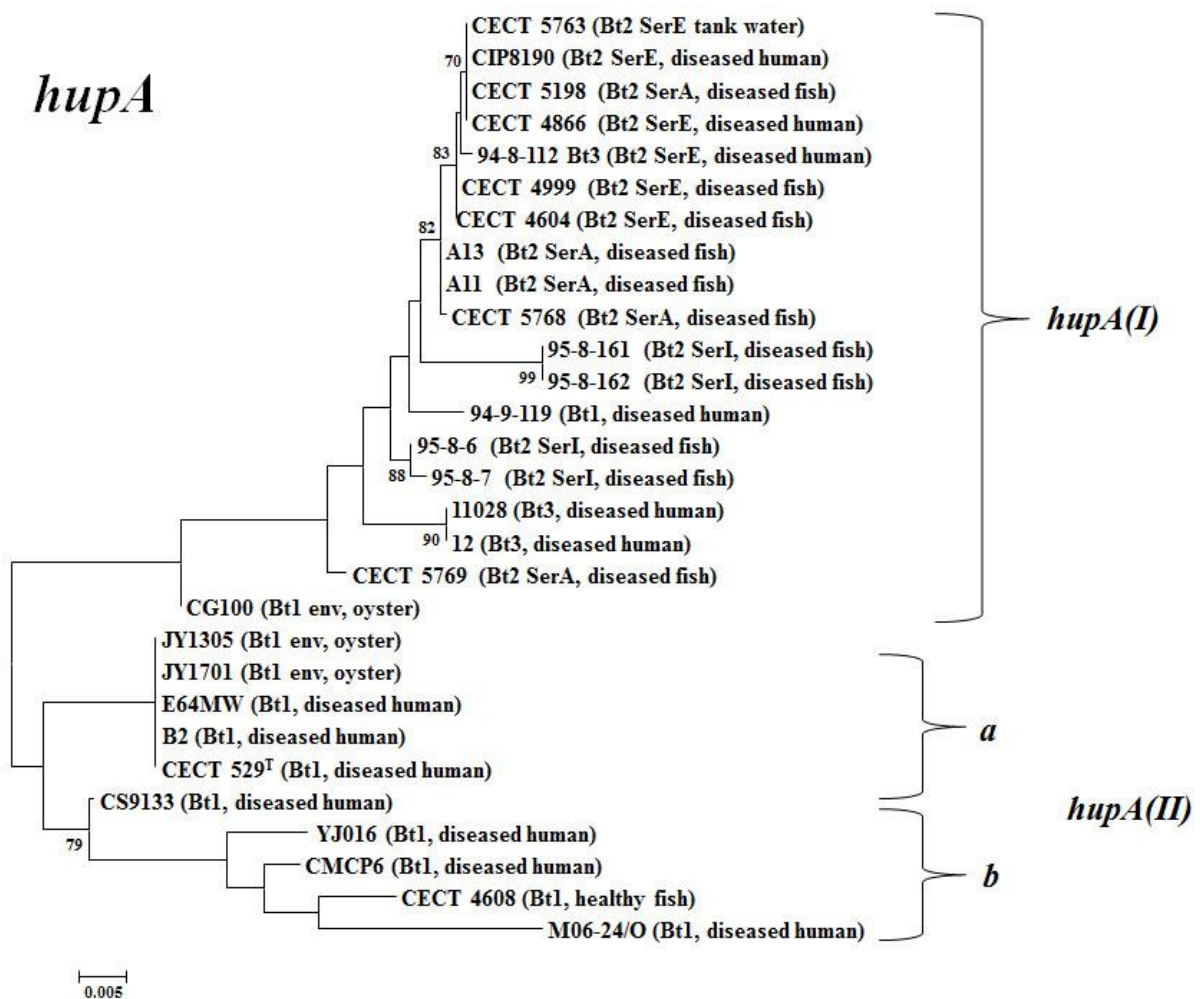 hupA
CECT 5763 (Bt2 SerE tank water)
70
CIP8190 (Bt2 SerE, diseased human)
CECT 5198 (Bt2 SerA, diseased fish)
CECT 4866 (Bt2 SerE, diseased human)
83
94-8-112 Bt3 (Bt2 SerE, diseased human)
CECT 4999 (Bt2 SerE, diseased fish)
CECT 4604 (Bt2 SerE, diseased fish)
82
A13 (Bt2 SerA, diseased fish)
A11 (Bt2 SerA, diseased fish)
CECT 5768 (Bt2 SerA, diseased fish)
hupA(I)
95-8-161 (Bt2 SerI, diseased fish)
99
95-8-162 (Bt2 SerI, diseased fish)
94-9-119 (Bt1, diseased human)
95-8-6 (Bt2 SerI, diseased fish)
88
95-8-7 (Bt2 SerI, diseased fish)
11028 (Bt3, diseased human)
90
12 (Bt3, diseased human)
CECT 5769 (Bt2 SerA, diseased fish)
CG100 (Bt1 env, oyster)
JY1305 (Bt1 env, oyster)
JY1701 (Bt1 env, oyster)
E64MW (Bt1, diseased human)
a
B2 (Bt1, diseased human)
CECT 529ᵀ (Bt1, diseased human)
CS9133 (Bt1, diseased human)
hupA(II)
79
YJ016 (Bt1, diseased human)
CMCP6 (Bt1, diseased human)
b
CECT 4608 (Bt1, healthy fish)
M06-24/O (Bt1, diseased human)
0.005